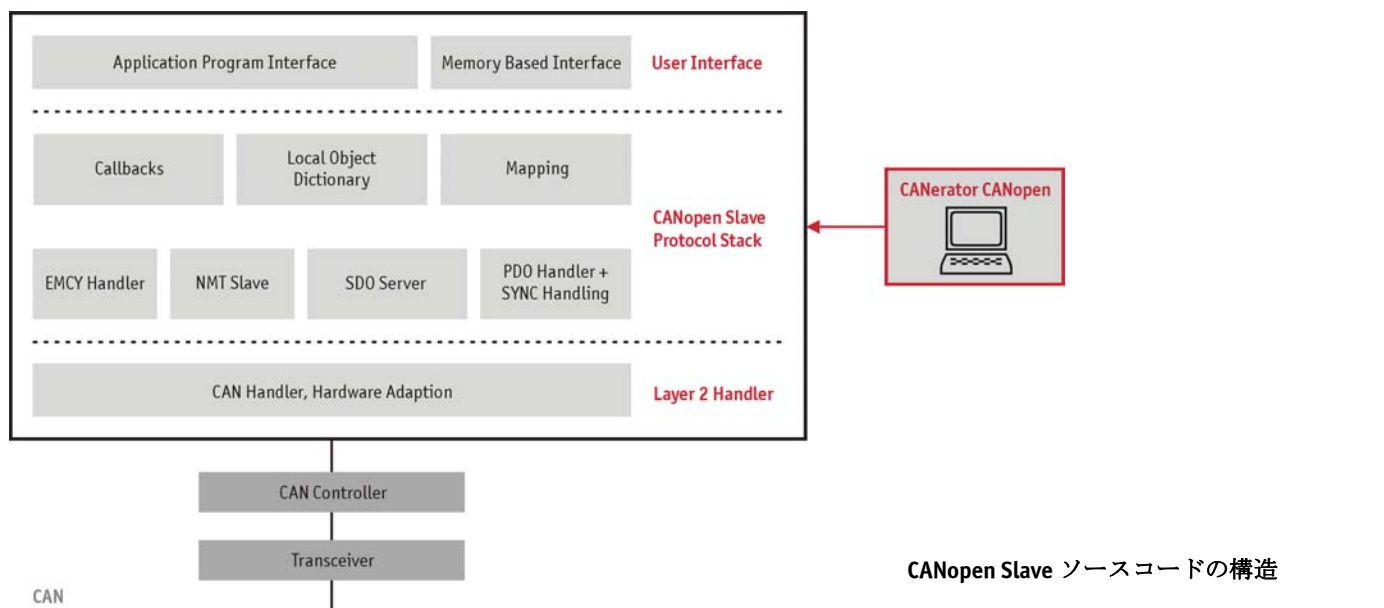 Application Program Interface
Memory Based Interface
User Interface
Callbacks
Local Object
Dictionary
Mapping
CANopen Slave
Protocol Stack
CANerator CANopen
EMCY Handler
NMT Slave
SDO Server
PDO Handler +
SYNC Handling
CAN Handler, Hardware Adaption
Layer 2 Handler
CAN Controller
Transceiver
CANopen Slave ソースコードの構造
CAN